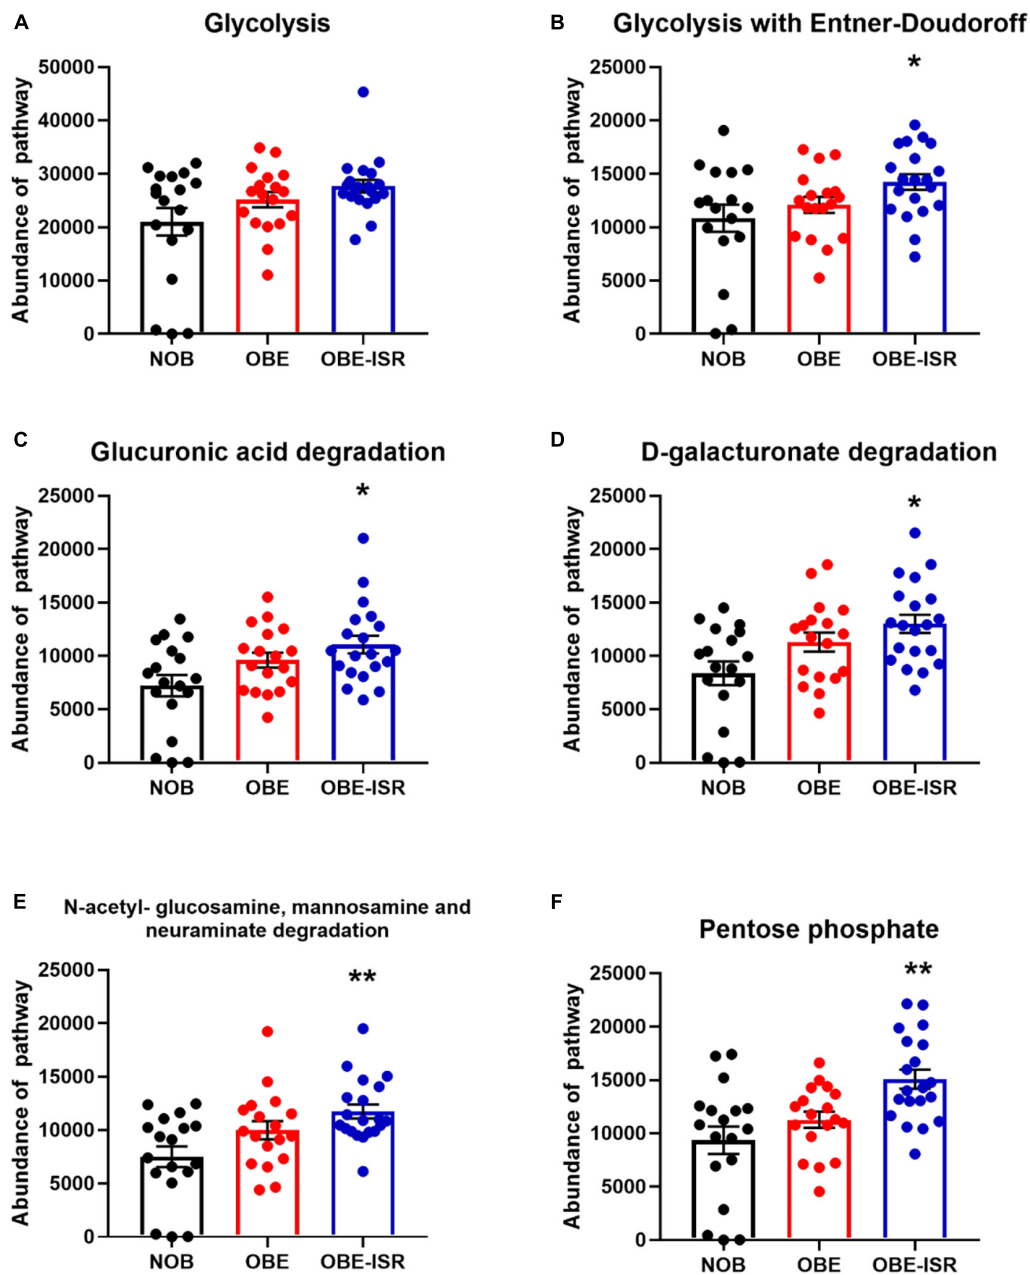 A
Glycolysis
Abundance of pathway
50000
40000
30000
20000
10000
0
NOB
OBE
OBE-ISR
B
Glycolysis with Entner-Doudoroff
*
Abundance of pathway
25000
20000
15000
10000
5000
0
NOB
OBE
OBE-ISR
C
Glucuronic acid degradation
*
Abundance of pathway
25000
20000
15000
10000
5000
0
NOB
OBE
OBE-ISR
D
D-galacturonate degradation
*
Abundance of pathway
25000
20000
15000
10000
5000
0
NOB
OBE
OBE-ISR
E
N-acetyl- glucosamine, mannosamine and
neuraminate degradation
**
Abundance of pathway
25000
20000
15000
10000
5000
0
NOB
OBE
OBE-ISR
F
Pentose phosphate
**
Abundance of pathway
25000
20000
15000
10000
5000
0
NOB
OBE
OBE-ISR